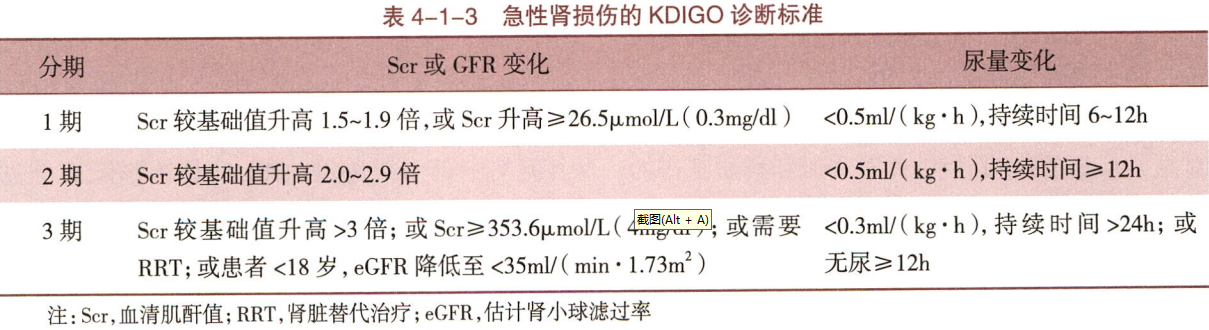 表 4-1-3 急性肾损伤的 KDIGO 诊断标准
分期 Scr 或 GFR 变化 尿量变化
1 期 Scr 较基础值升高 1.5~1.9 倍,或 Scr 升高≥26.5μmol/L(0.3mg/dl) <0.5ml/(kg·h),持续时间 6~12h
2 期 Scr 较基础值升高 2.0~2.9 倍 <0.5ml/(kg·h),持续时间≥12h
3 期 Scr 较基础值升高 >3 倍; 或 Scr≥353.6μmol/L( ; 或需要 <0.3ml/(kg·h), 持续时间 >24h; 或
截图(Alt + A)
RRT; 或患者 <18 岁, eGFR 降低至 <35ml/(min·1.73m²) 无尿≥12h
注: Scr,血清肌酐值; RRT,肾脏替代治疗; eGFR,估计肾小球滤过率